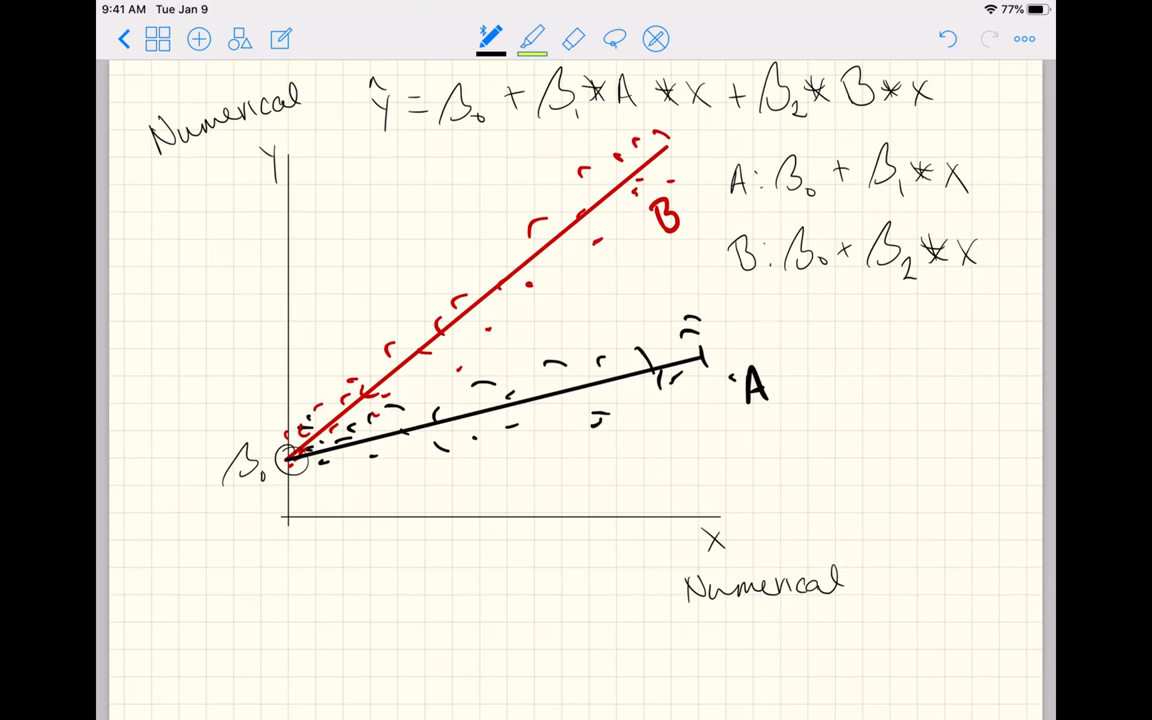 9:41 AM Tue Jan 9
77%
Numerical
Ŷ = β₀ + β₁*A *X + β₂*B*X
Y
A: β₀ + β₁*X
B: β₀ + β₂*X
B
A
β₀
X
Numerical